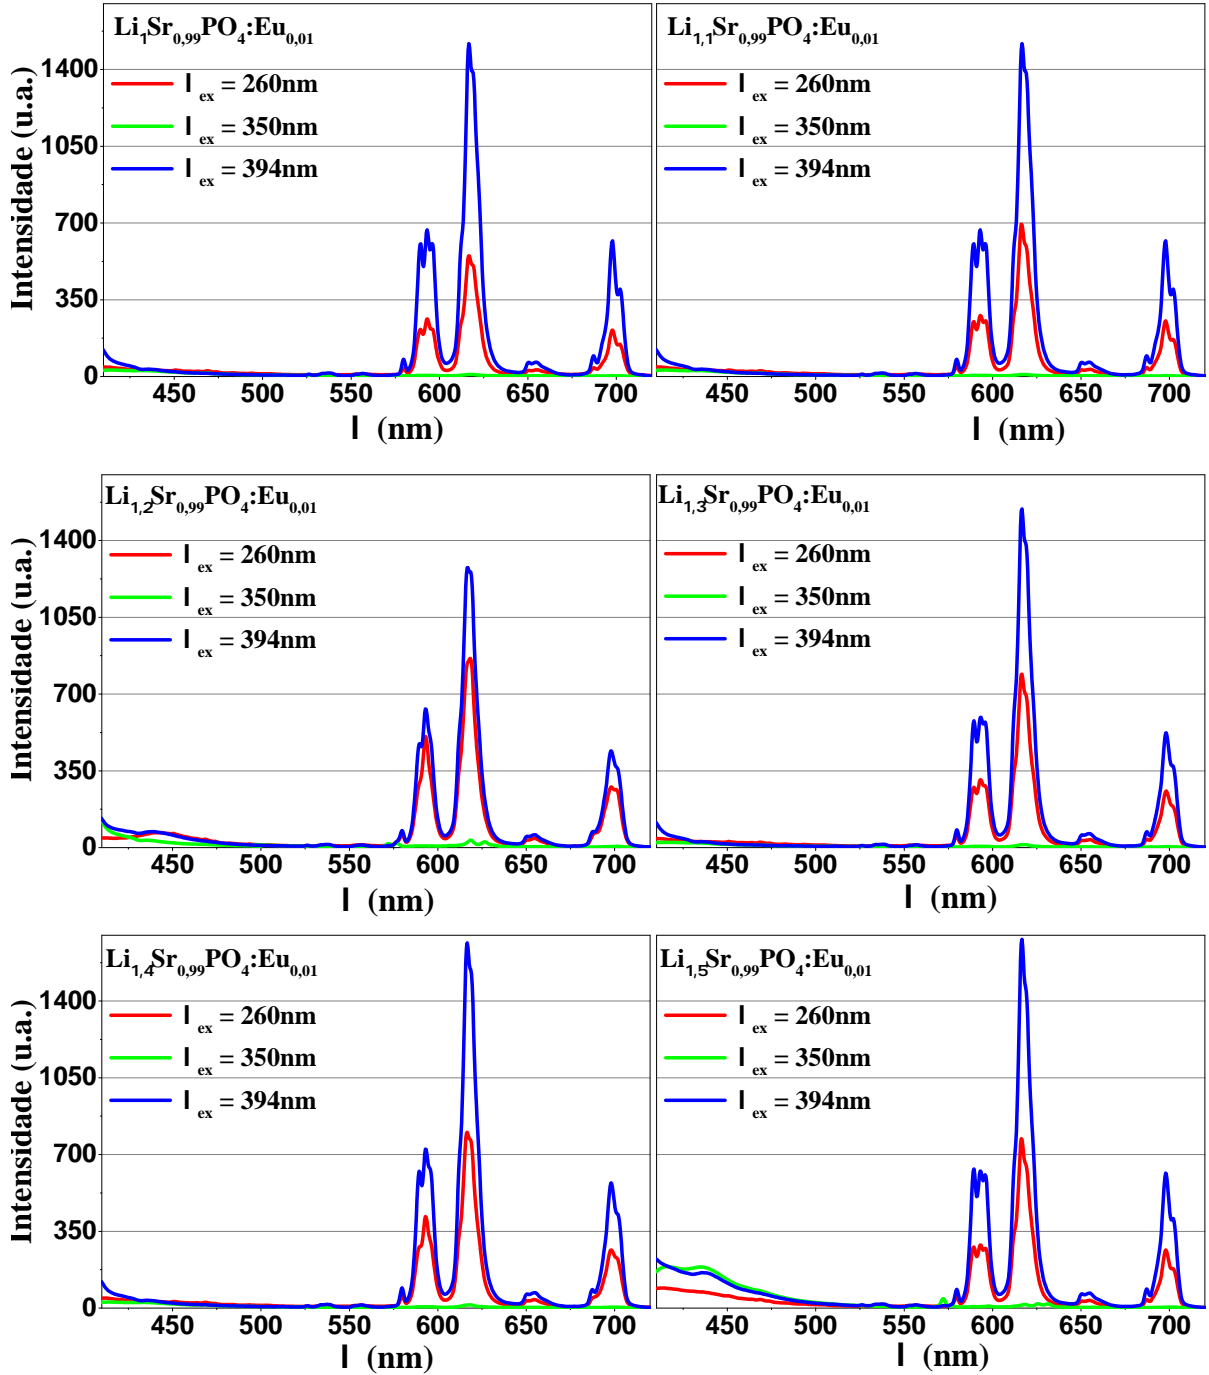 Li1Sr0,99PO4:Eu0,01
l ex = 260nm
l ex = 350nm
l ex = 394nm
Intensidade (u.a.)
1400
1050
700
350
0
450 500 550 600 650 700
l (nm)
Li1,1Sr0,99PO4:Eu0,01
l ex = 260nm
l ex = 350nm
l ex = 394nm
450 500 550 600 650 700
l (nm)
Li1,2Sr0,99PO4:Eu0,01
l ex = 260nm
l ex = 350nm
l ex = 394nm
Intensidade (u.a.)
1400
1050
700
350
0
450 500 550 600 650 700
l (nm)
Li1,3Sr0,99PO4:Eu0,01
l ex = 260nm
l ex = 350nm
l ex = 394nm
450 500 550 600 650 700
l (nm)
Li1,4Sr0,99PO4:Eu0,01
l ex = 260nm
l ex = 350nm
l ex = 394nm
Intensidade (u.a.)
1400
1050
700
350
0
450 500 550 600 650 700
l (nm)
Li1,5Sr0,99PO4:Eu0,01
l ex = 260nm
l ex = 350nm
l ex = 394nm
450 500 550 600 650 700
l (nm)